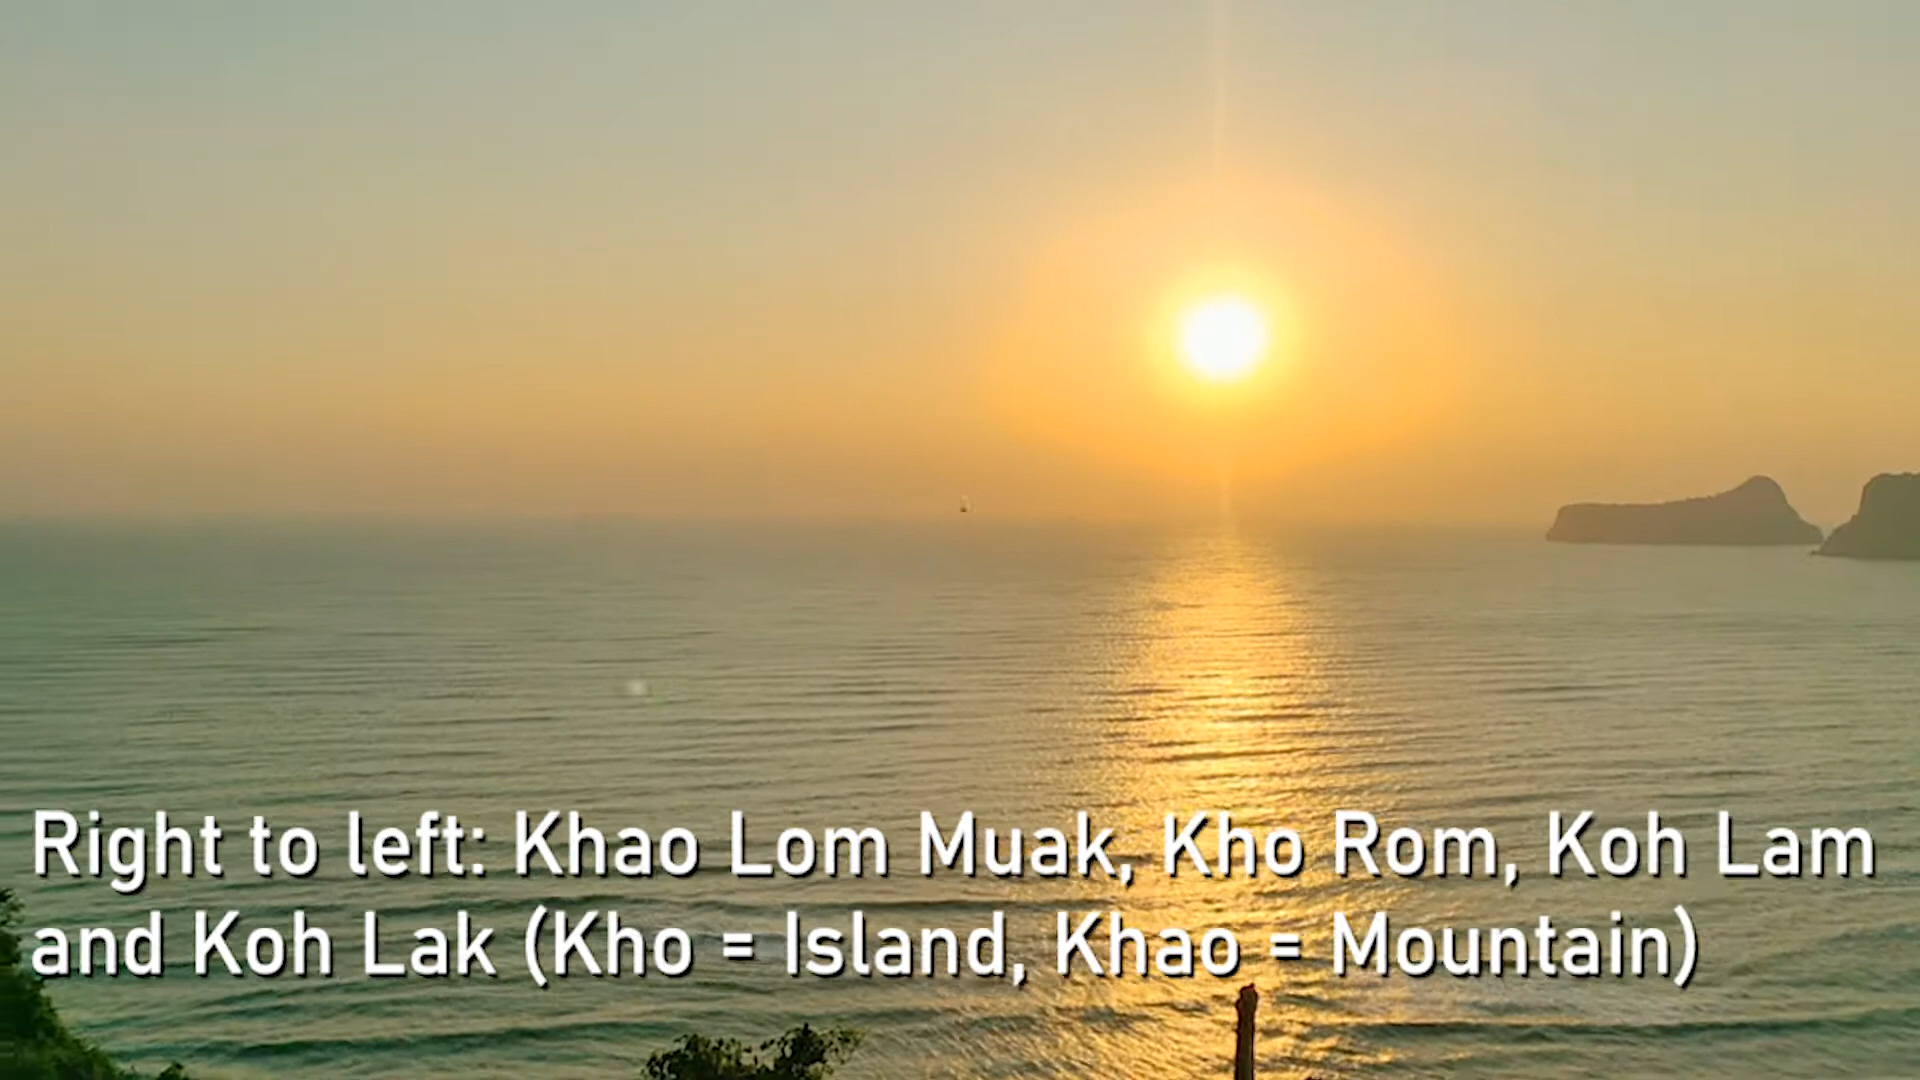 Right to left: Khao Lom Muak, Kho Rom, Koh Lam
and Koh Lak (Kho = Island, Khao = Mountain)